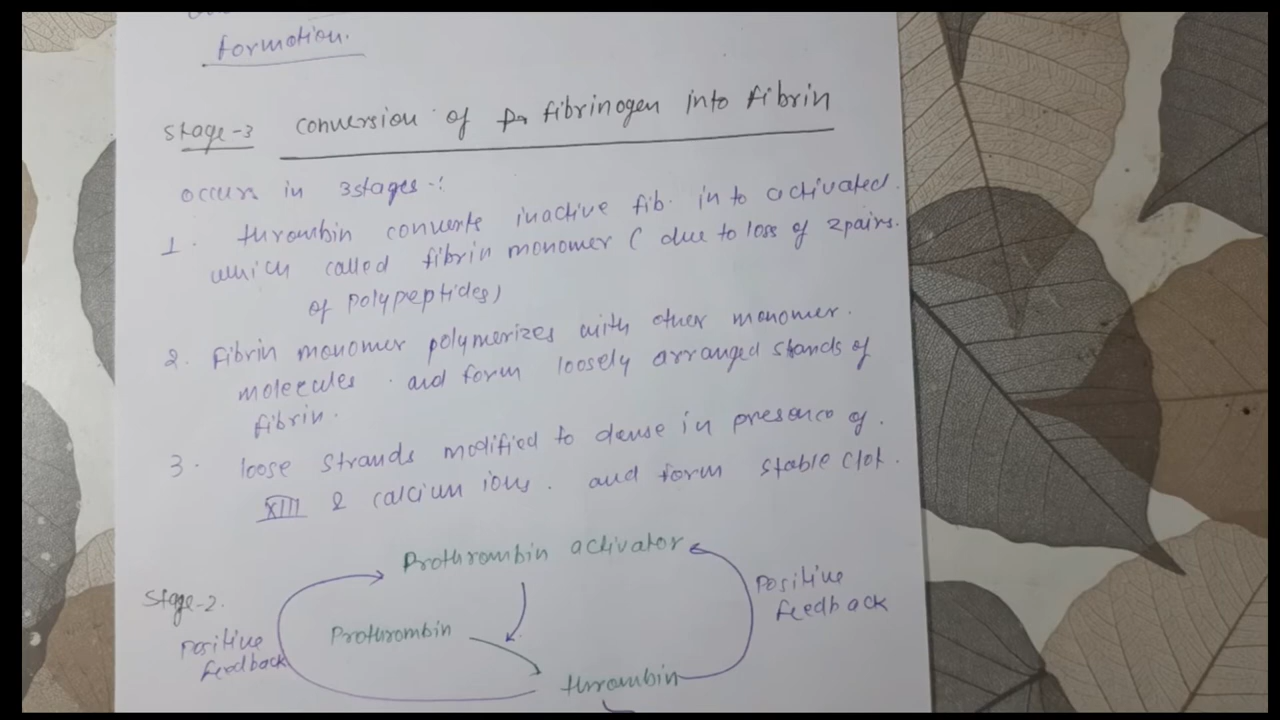 formation.
Stage-3 Conversion of fibrinogen into fibrin
occurs in 3stages-:
1. thrombin converts inactive fib. in to activated.
which called fibrin monomer ( due to loss of 2pairs.
of polypeptides)
2. Fibrin monomer polymerizes with other monomer.
molecules. and form loosely arranged stands of
fibrin.
3. loose strands modified to dense in presence of.
XIII & calcium ions. and form stable clot.
Prothrombin activator
Stage-2.
Positive
feedback
Prothrombin
Positive
feedback
thrombin